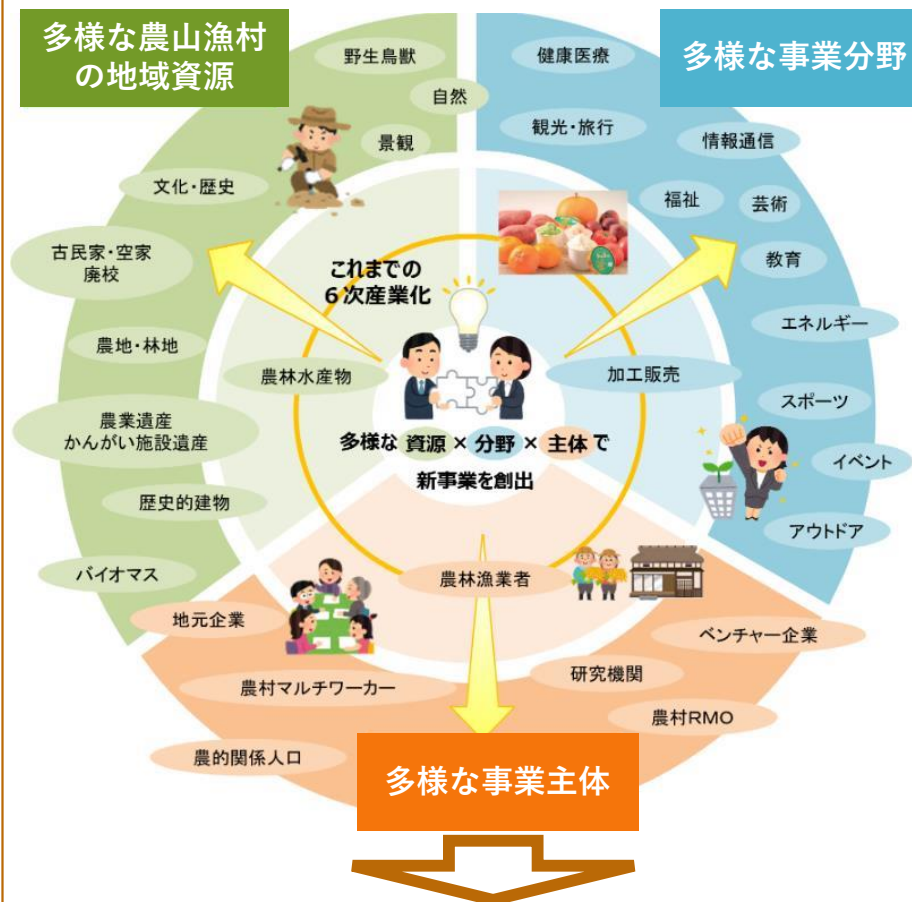 多様な農山漁村
の地域資源
多様な事業分野
野生鳥獣
自然
景観
文化・歴史
古民家・空家
廃校
農地・林地
農業遺産
かんがい施設遺産
歴史的建物
バイオマス
健康医療
観光・旅行
情報通信
福祉
芸術
教育
エネルギー
スポーツ
イベント
アウトドア
これまでの
6次産業化
農林水産物
加工販売
多様な 資源 × 分野 × 主体 で
新事業を創出
農林漁業者
地元企業
ベンチャー企業
研究機関
農村マルチワーカー
農村RMO
農的関係人口
多様な事業主体